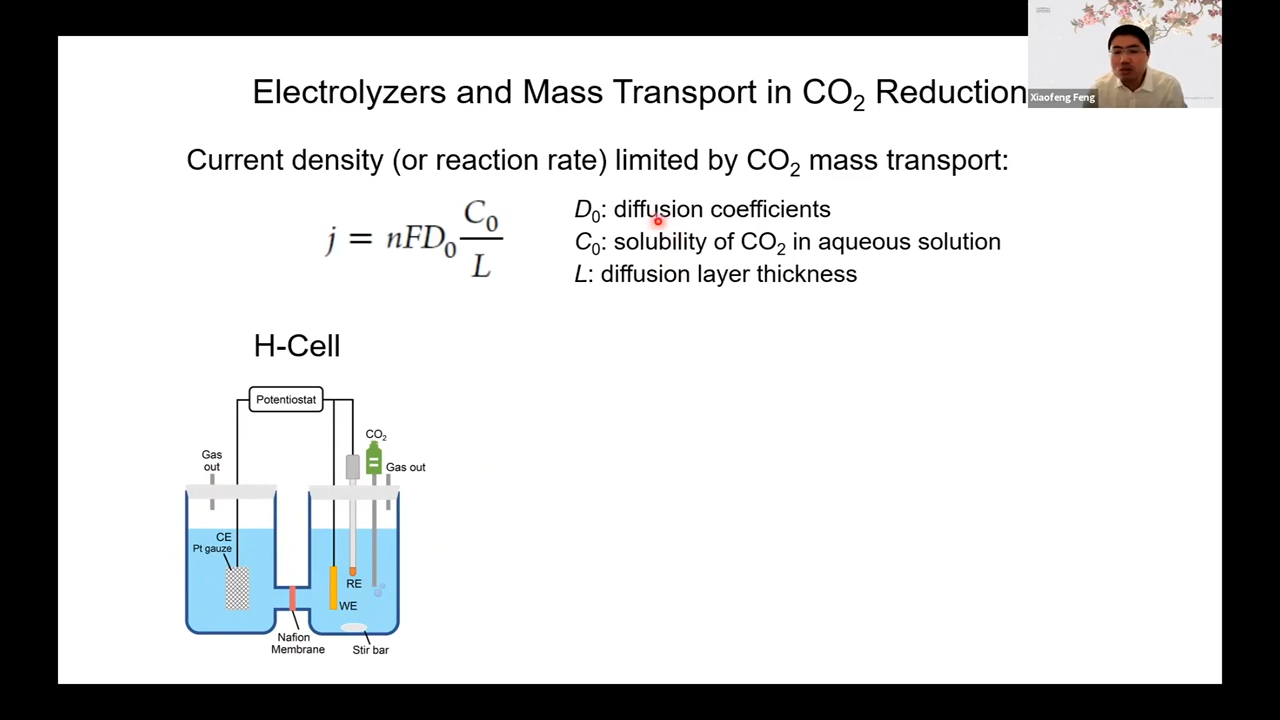 Electrolyzers and Mass Transport in CO₂ Reduction
Xiaofeng Feng
Current density (or reaction rate) limited by CO₂ mass transport:
j = nFD₀ C₀/L
D₀: diffusion coefficients
C₀: solubility of CO₂ in aqueous solution
L: diffusion layer thickness
H-Cell
Potentiostat
CO₂
Gas out
Gas out
CE
Pt gauze
RE
WE
Nafion
Membrane
Stir bar